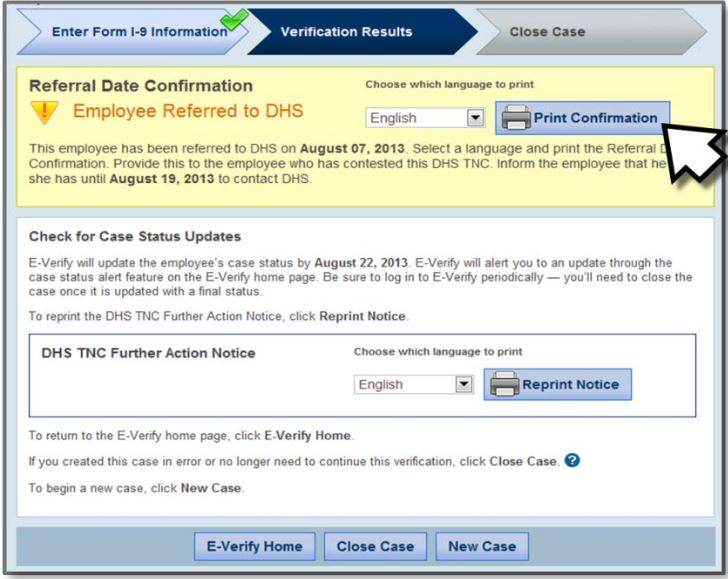 Enter Form I-9 Information
Verification Results
Close Case
Referral Date Confirmation
Choose which language to print
Employee Referred to DHS
English
Print Confirmation
This employee has been referred to DHS on August 07, 2013. Select a language and print the Referral
Confirmation. Provide this to the employee who has contested this DHS TNC. Inform the employee that he
she has until August 19, 2013 to contact DHS.
Check for Case Status Updates
E-Verify will update the employee's case status by August 22, 2013. E-Verify will alert you to an update through the
case status alert feature on the E-Verify home page. Be sure to log in to E-Verify periodically — you'll need to close the
case once it is updated with a final status.
To reprint the DHS TNC Further Action Notice, click Reprint Notice.
DHS TNC Further Action Notice
Choose which language to print
English
Reprint Notice
To return to the E-Verify home page, click E-Verify Home.
If you created this case in error or no longer need to continue this verification, click Close Case. ?
To begin a new case, click New Case.
E-Verify Home
Close Case
New Case